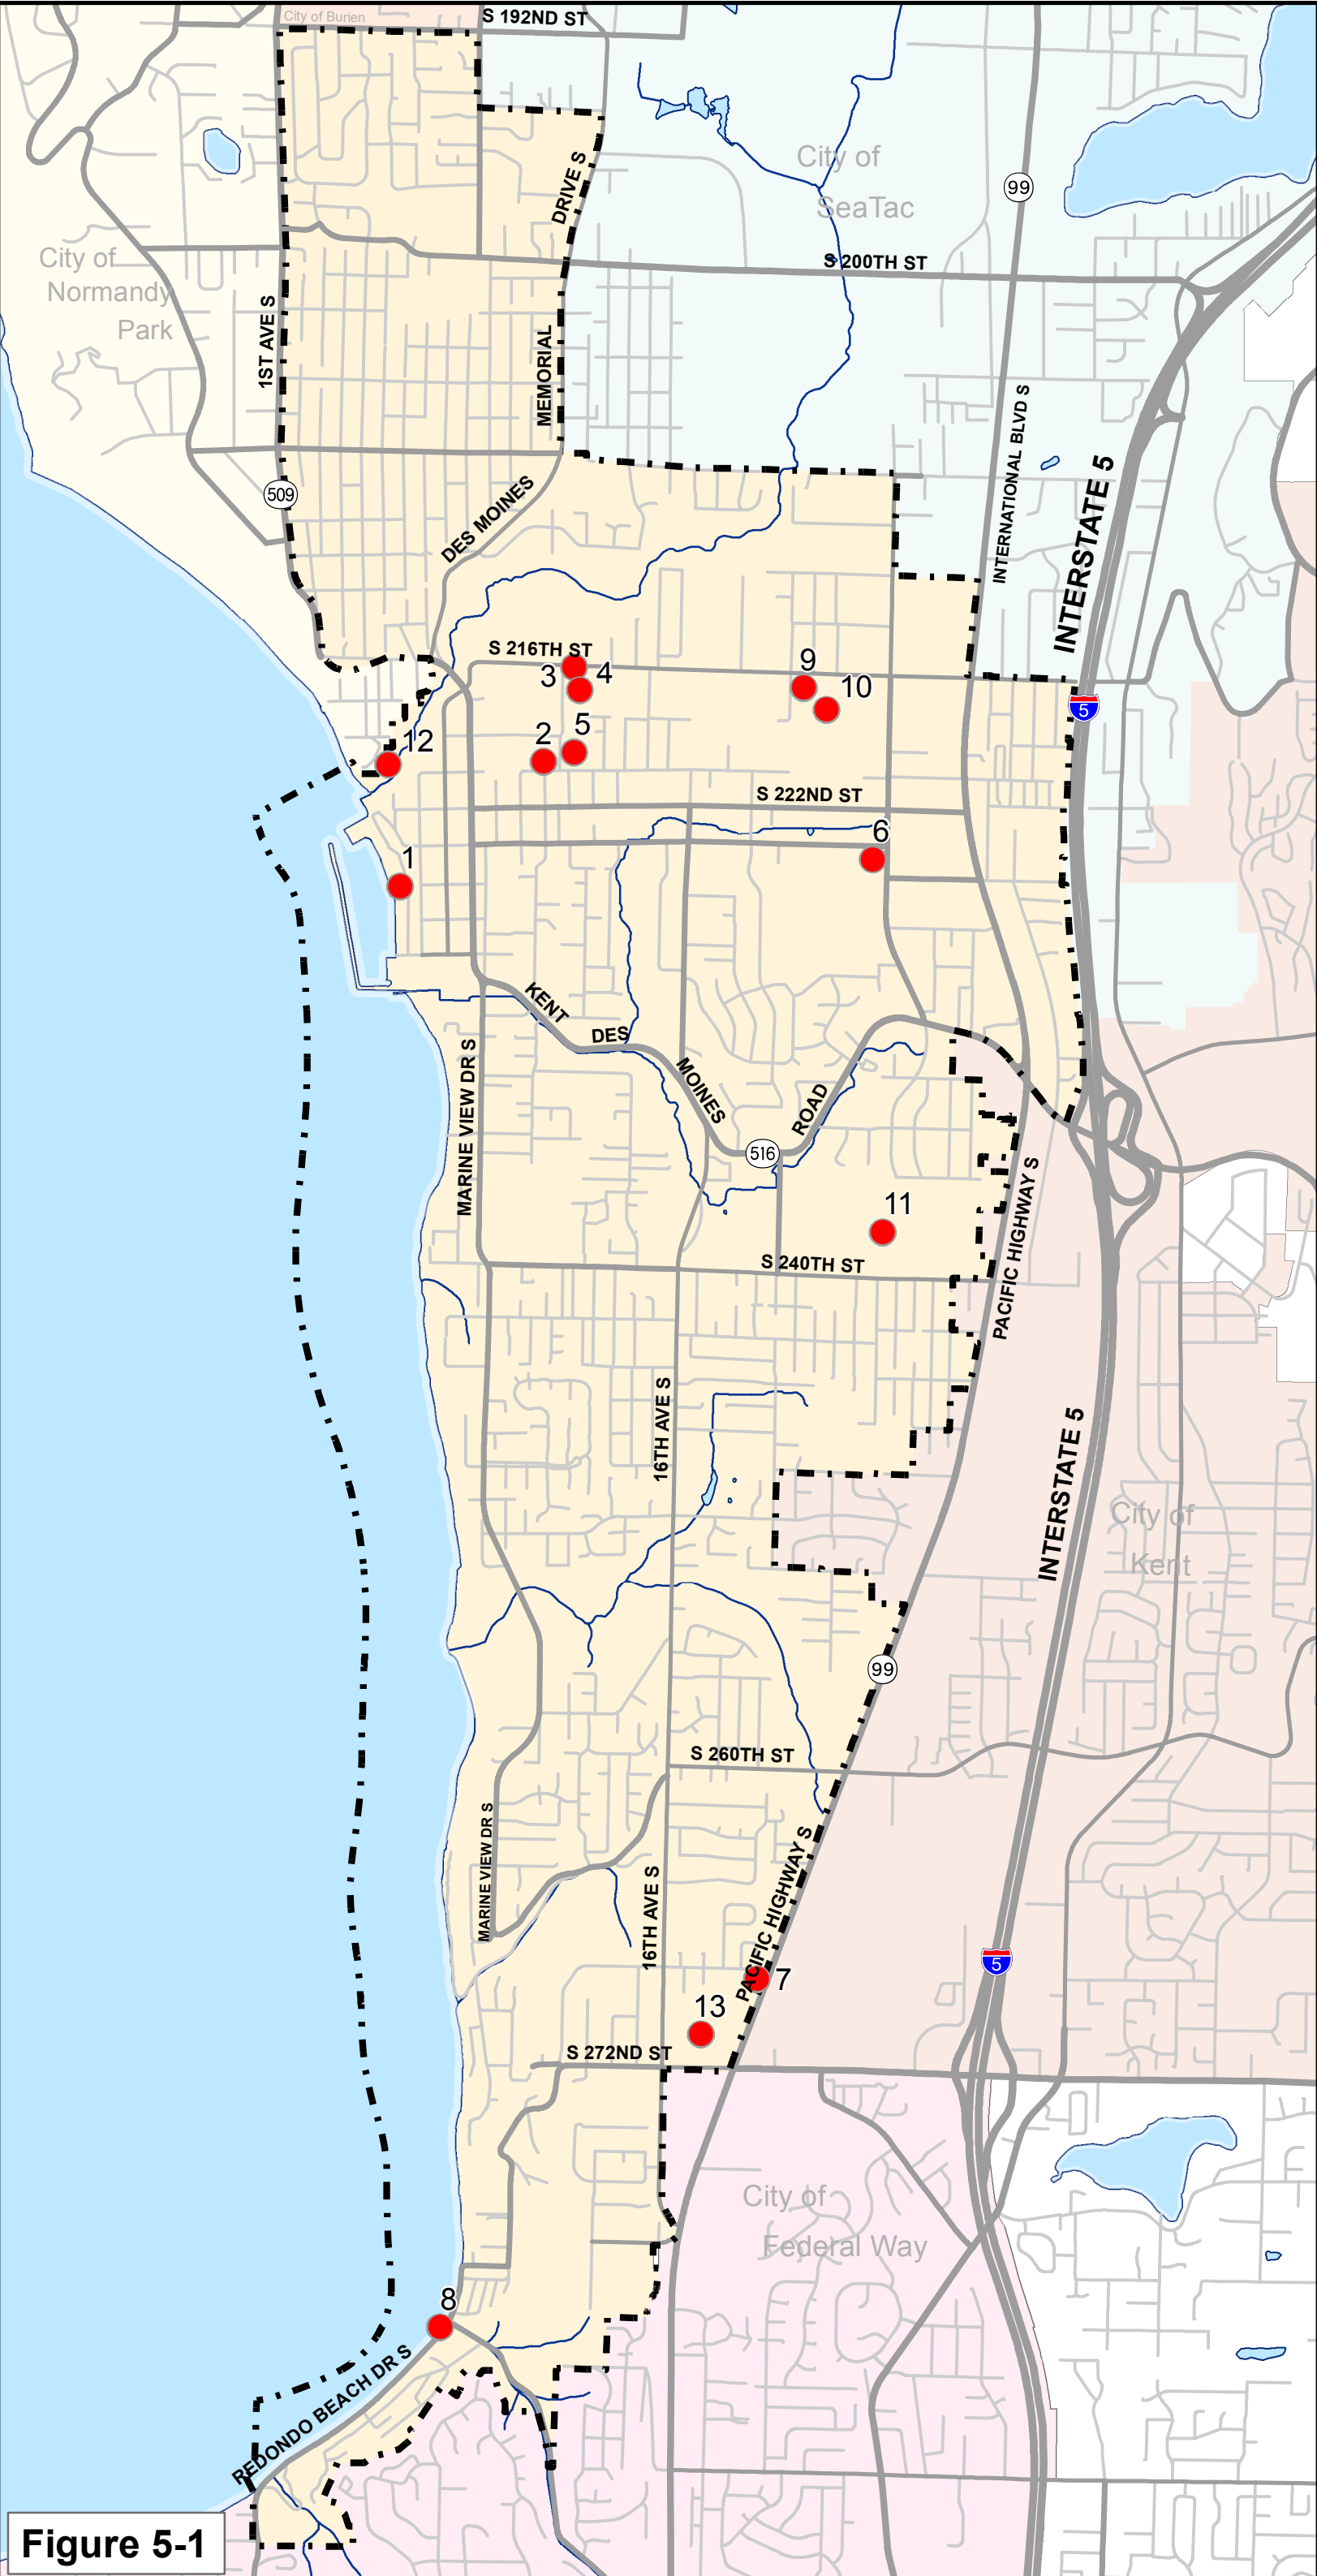 City of Burien
S 192ND ST
City of
SeaTac
99
DRIVE S
S 200TH ST
City of
Normandy
Park
1ST AVE S
MEMORIAL
INTERNATIONAL BLVD S
INTERSTATE 5
509
DES MOINES
S 216TH ST
3
4
9
10
5
2
5
12
S 222ND ST
6
1
KENT
DES
MOINES
ROAD
MARINE VIEW DR S
516
PACIFIC HIGHWAY S
11
S 240TH ST
16TH AVE S
INTERSTATE 5
City of
Kent
99
S 260TH ST
MARINE VIEW DR S
16TH AVE S
PACIFIC HIGHWAY S
5
7
13
S 272ND ST
City of
Federal Way
8
REDONDO BEACH DR S
Figure 5-1